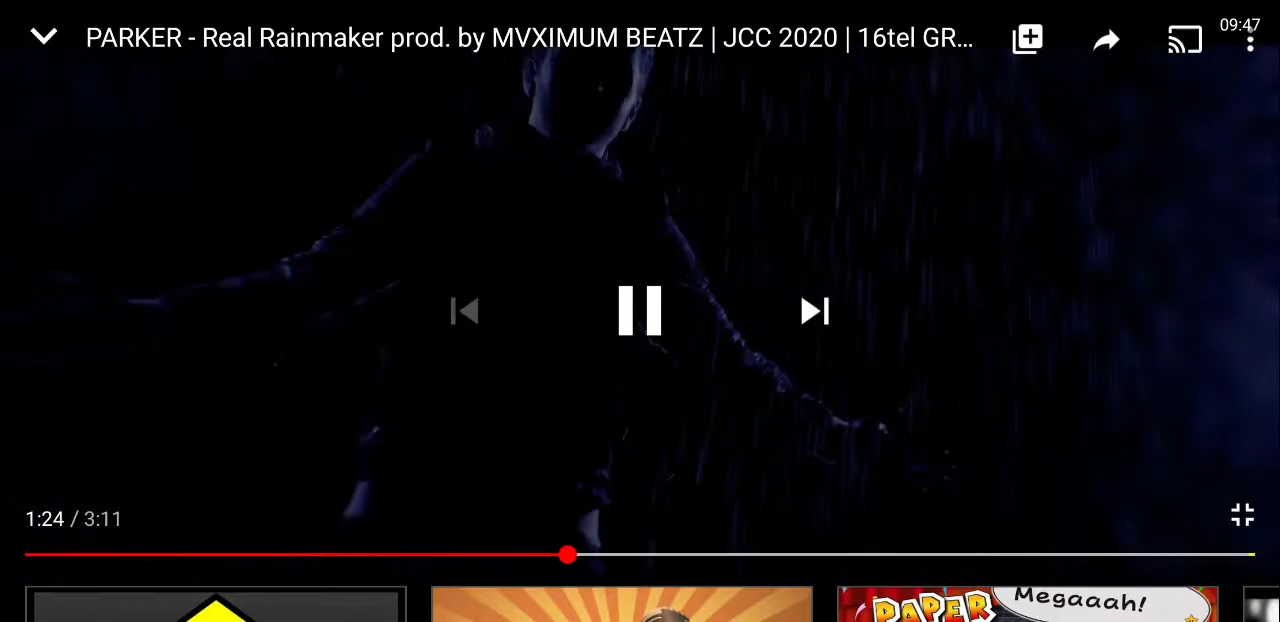 PARKER - Real Rainmaker prod. by MVXIMUM BEATZ | JCC 2020 | 16tel GR...
09:47
1:24 / 3:11
Megaaah!
PAPER